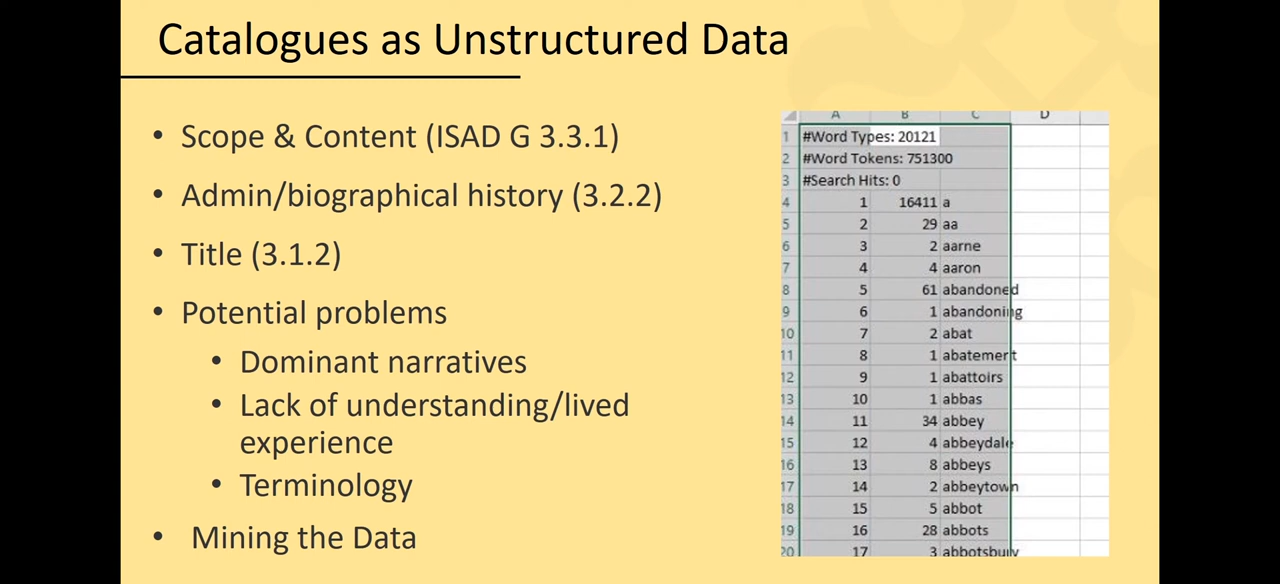 Catalogues as Unstructured Data
• Scope & Content (ISAD G 3.3.1)
• Admin/biographical history (3.2.2)
• Title (3.1.2)
• Potential problems
• Dominant narratives
• Lack of understanding/lived
experience
• Terminology
• Mining the Data
A B C D
1 #Word Types: 20121
2 #Word Tokens: 751300
3 #Search Hits: 0
4 1 16411 a
5 2 29 aa
6 3 2 aarne
7 4 4 aaron
8 5 61 abandoned
9 6 1 abandoning
10 7 2 abat
11 8 1 abatement
12 9 1 abattoirs
13 10 1 abbas
14 11 34 abbey
15 12 4 abbeydale
16 13 8 abbeys
17 14 2 abbeytown
18 15 5 abbot
19 16 28 abbots
20 17 3 abbotsbury